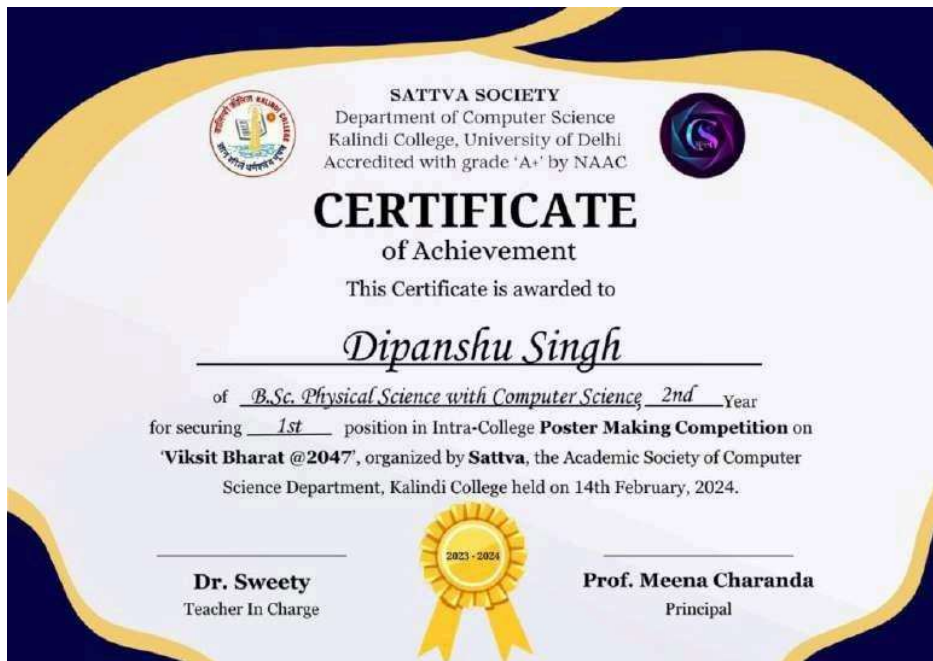 SATTVA SOCIETY
Department of Computer Science
Kalindi College, University of Delhi
Accredited with grade ‘A+’ by NAAC
KALINDI COLLEGE
CERTIFICATE
of Achievement
This Certificate is awarded to
Dipanshu Singh
of B.Sc. Physical Science with Computer Science, 2nd Year
for securing 1st position in Intra-College Poster Making Competition on
‘Viksit Bharat @2047’, organized by Sattva, the Academic Society of Computer
Science Department, Kalindi College held on 14th February, 2024.
2023 - 2024
Dr. Sweety
Teacher In Charge
Prof. Meena Charanda
Principal